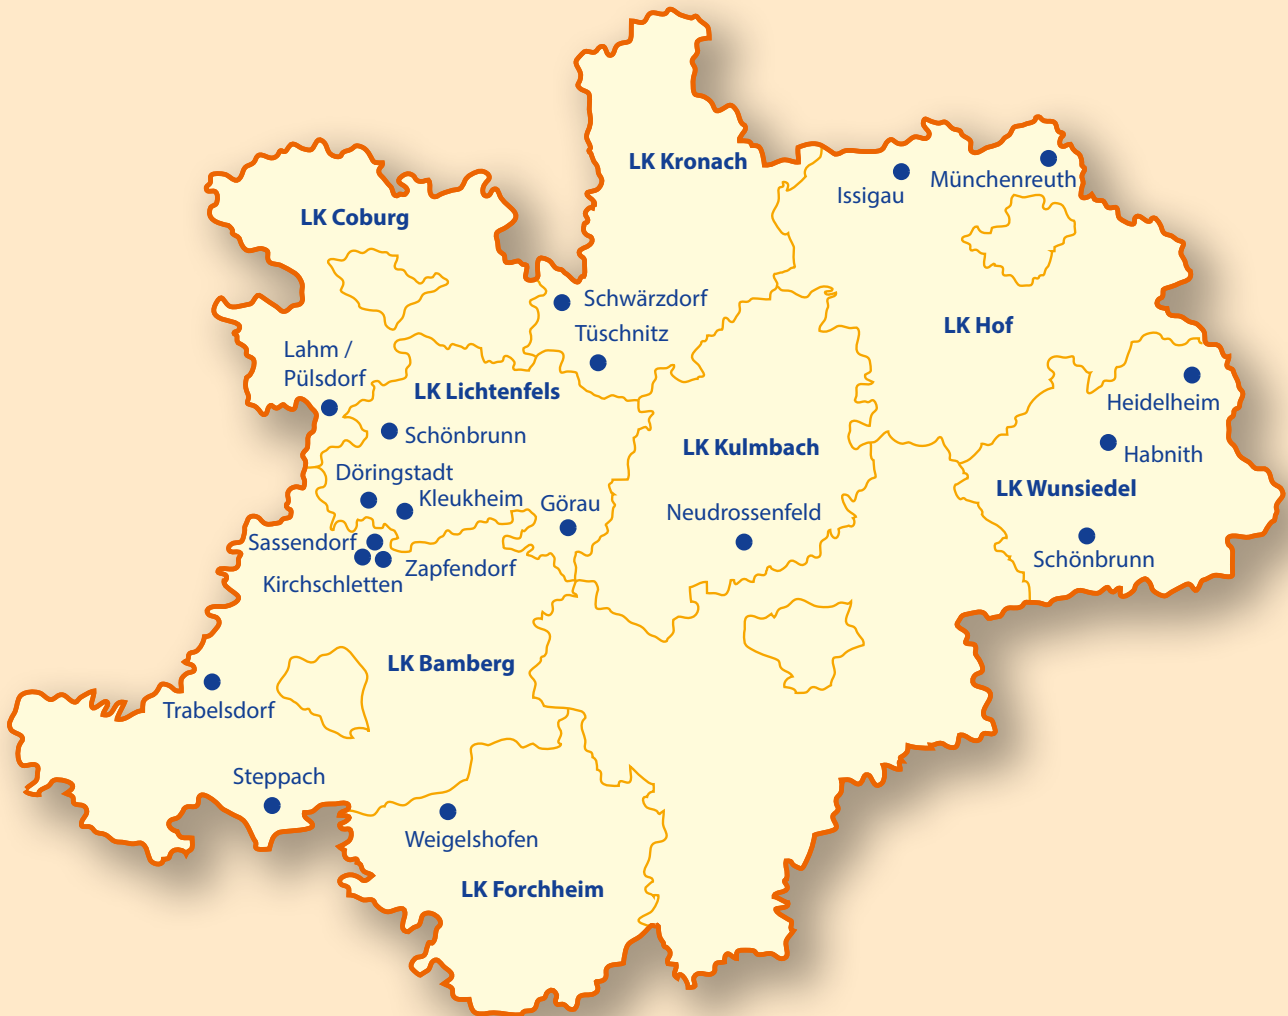 LK Kronach
Münchenreuth
Issigau
LK Coburg
Schwärzdorf
Tüschnitz
LK Hof
Lahm /
Pülsdorf
LK Lichtenfels
Heidelheim
Schönbrunn
LK Kulmbach
Habnith
Döringstadt
Kleukheim
Görau
LK Wunsiedel
Neudrossenfeld
Sassendorf
Zapfendorf
Kirchschletten
Schönbrunn
LK Bamberg
Trabelsdorf
Steppach
Weigelshofen
LK Forchheim